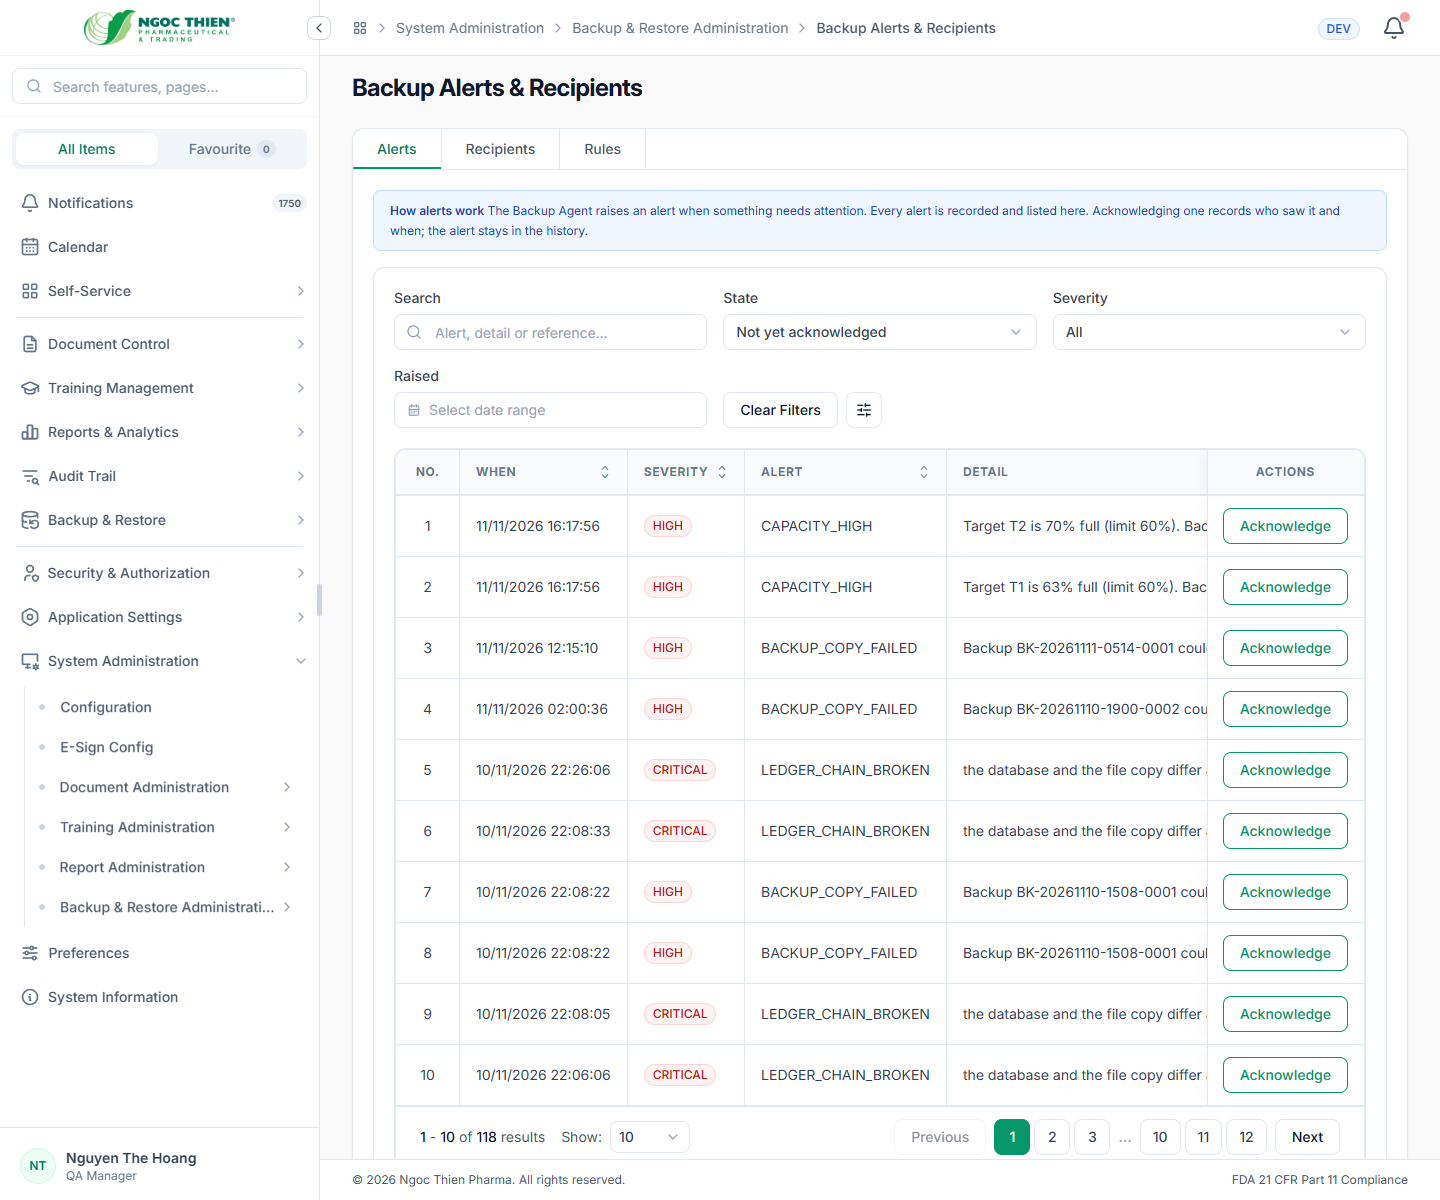 NGOC THIEN®
PHARMACEUTICAL
& TRADING
Search features, pages...
All Items
Favourite 0
Notifications 1750
Calendar
Self-Service
Document Control
Training Management
Reports & Analytics
Audit Trail
Backup & Restore
Security & Authorization
Application Settings
System Administration
Configuration
E-Sign Config
Document Administration
Training Administration
Report Administration
Backup & Restore Administrati...
Preferences
System Information
NT
Nguyen The Hoang
QA Manager
System Administration > Backup & Restore Administration > Backup Alerts & Recipients
DEV
Backup Alerts & Recipients
Alerts Recipients Rules
How alerts work The Backup Agent raises an alert when something needs attention. Every alert is recorded and listed here. Acknowledging one records who saw it and
when; the alert stays in the history.
Search State Severity
Alert, detail or reference... Not yet acknowledged All
Raised
Select date range Clear Filters
NO. WHEN SEVERITY ALERT DETAIL ACTIONS
1 11/11/2026 16:17:56 HIGH CAPACITY_HIGH Target T2 is 70% full (limit 60%). Bac Acknowledge
2 11/11/2026 16:17:56 HIGH CAPACITY_HIGH Target T1 is 63% full (limit 60%). Bac Acknowledge
3 11/11/2026 12:15:10 HIGH BACKUP_COPY_FAILED Backup BK-20261111-0514-0001 coul Acknowledge
4 11/11/2026 02:00:36 HIGH BACKUP_COPY_FAILED Backup BK-20261110-1900-0002 cou Acknowledge
5 10/11/2026 22:26:06 CRITICAL LEDGER_CHAIN_BROKEN the database and the file copy differ Acknowledge
6 10/11/2026 22:08:33 CRITICAL LEDGER_CHAIN_BROKEN the database and the file copy differ Acknowledge
7 10/11/2026 22:08:22 HIGH BACKUP_COPY_FAILED Backup BK-20261110-1508-0001 coul Acknowledge
8 10/11/2026 22:08:22 HIGH BACKUP_COPY_FAILED Backup BK-20261110-1508-0001 coul Acknowledge
9 10/11/2026 22:08:05 CRITICAL LEDGER_CHAIN_BROKEN the database and the file copy differ Acknowledge
10 10/11/2026 22:06:06 CRITICAL LEDGER_CHAIN_BROKEN the database and the file copy differ Acknowledge
1 - 10 of 118 results Show: 10 Previous 1 2 3 ... 10 11 12 Next
© 2026 Ngoc Thien Pharma. All rights reserved. FDA 21 CFR Part 11 Compliance